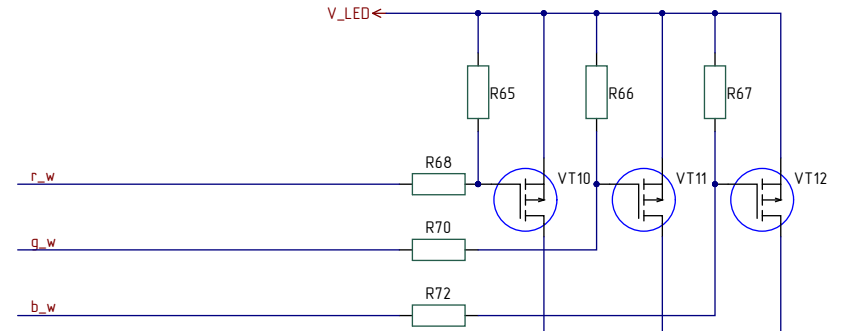 V_LED
R65
R66
R67
r_w
R68
VT10
VT11
VT12
g_w
R70
b_w
R72